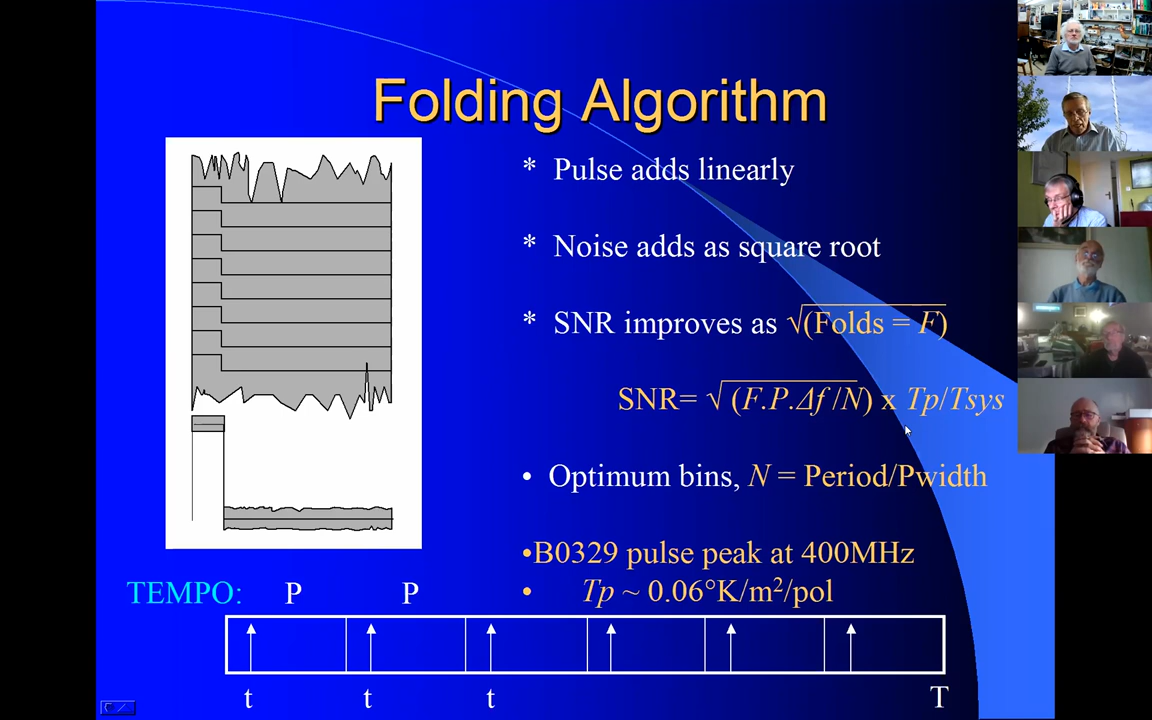 Folding Algorithm
* Pulse adds linearly
* Noise adds as square root
* SNR improves as √(Folds = F)
SNR= √ (F.P.Δf /N) x Tp/Tsys
• Optimum bins, N = Period/Pwidth
•B0329 pulse peak at 400MHz
• Tp ~ 0.06°K/m²/pol
TEMPO: P P
t t t T